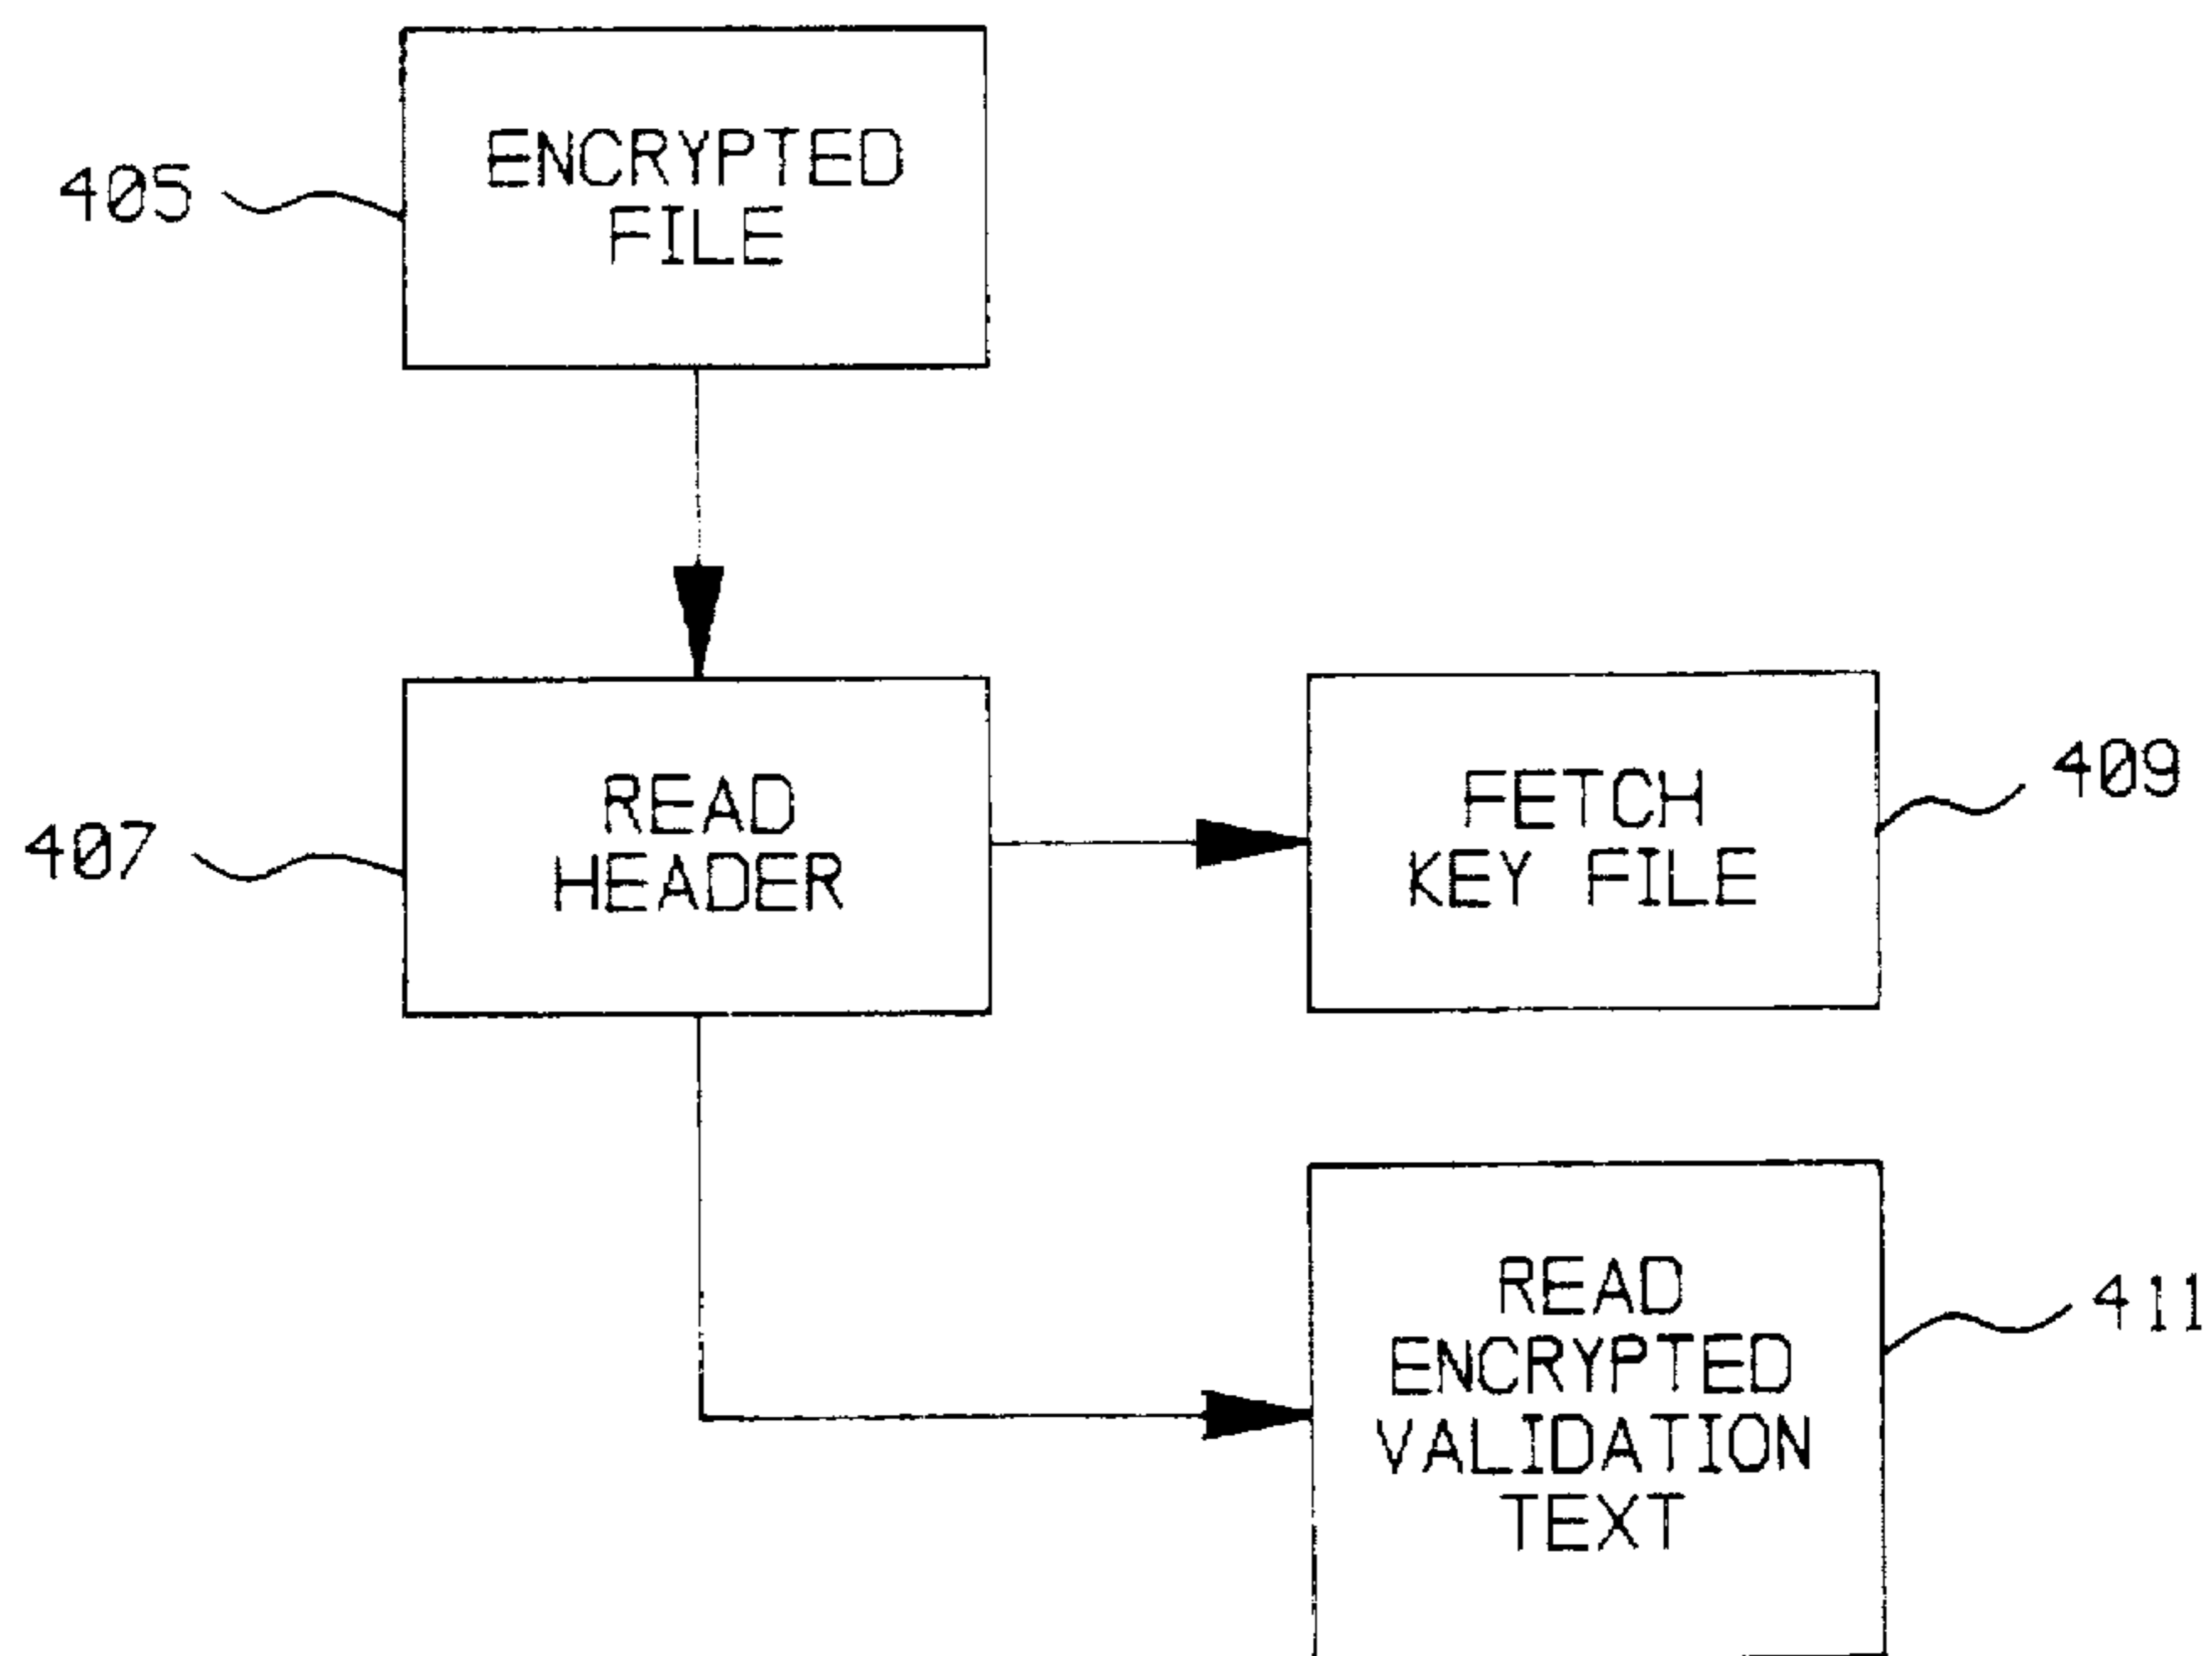 ENCRYPTED
FILE
405
READ
HEADER
407
FETCH
KEY FILE
409
READ
ENCRYPTED
VALIDATION
TEXT
411